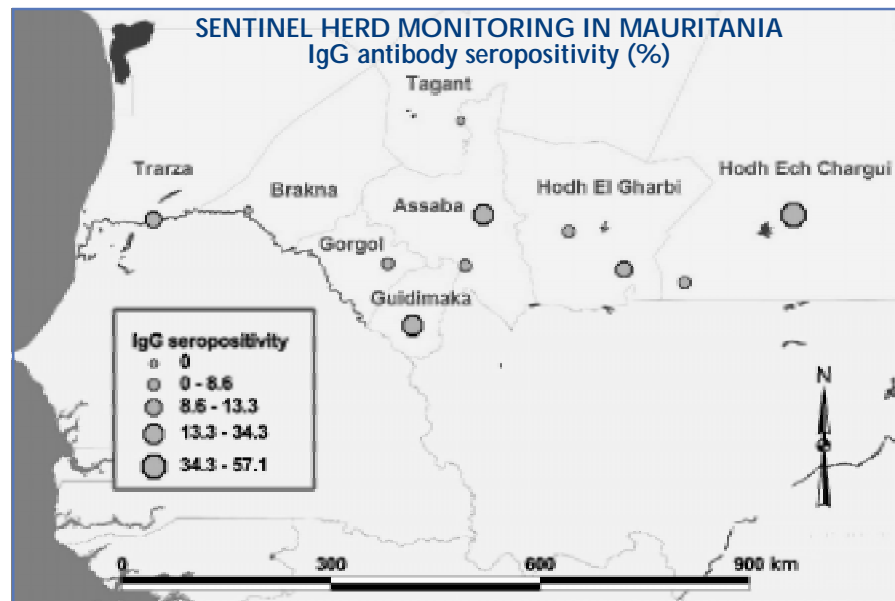 SENTINEL HERD MONITORING IN MAURITANIA
IgG antibody seropositivity (%)
Tagant
Trarza
Brakna
Hodh El Gharbi
Hodh Ech Chargui
Assaba
Gorgol
Guidimaka
IgG seropositivity
0
0 - 8.6
8.6 - 13.3
13.3 - 34.3
34.3 - 57.1
N
0 300 600 900 km